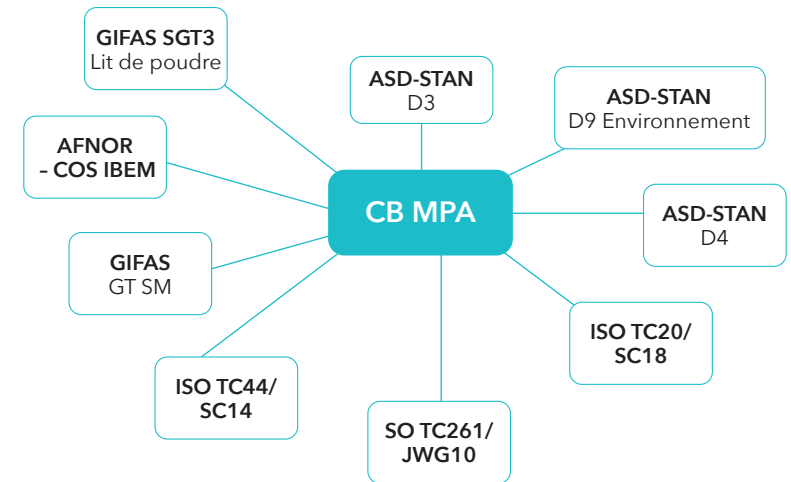 GIFAS SGT3
Lit de poudre
ASD-STAN
D3
ASD-STAN
D9 Environnement
AFNOR
– COS IBEM
CB MPA
ASD-STAN
D4
GIFAS
GT SM
ISO TC20/
SC18
ISO TC44/
SC14
SO TC261/
JWG10